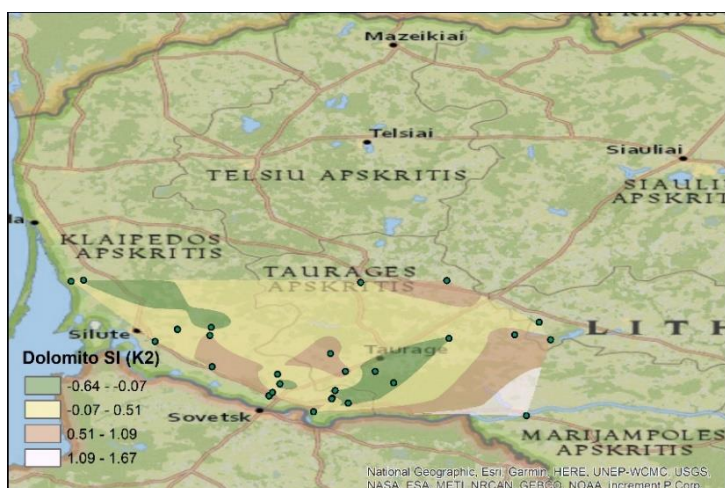 APRINKIS
Mazeikiai
Telsiai
Siauliai
TELSIU APSKRITIS
SIAULI
APSKRIT
da
KLAIPEDOS
APSKRITIS
TAURAGES
APSKRITIS
Silute
L I T H
Taurage
Dolomito SI (K2)
-0.64 - -0.07
-0.07 - 0.51
0.51 - 1.09
1.09 - 1.67
Sovetsk
MARIJAMPOLES
APSKRITIS
National Geographic, Esri, Garmin, HERE, UNEP-WCMC, USGS,
NASA, ESA, METI, NRCAN, GEBCO, NOAA, increment P Corp.